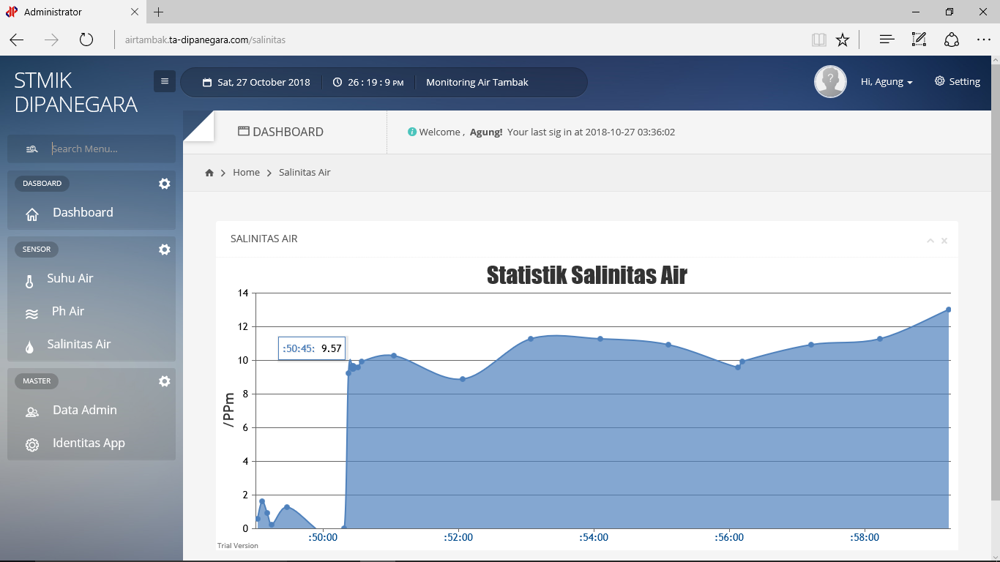 Administrator
airtambak.ta-dipanegara.com/salinitas
STMIK
DIPANEGARA
Sat, 27 October 2018
26 : 19 : 9 PM
Monitoring Air Tambak
Hi, Agung
Setting
Search Menu...
DASHBOARD
Welcome , Agung! Your last sig in at 2018-10-27 03:36:02
Home
Salinitas Air
DASBOARD
Dashboard
SENSOR
Suhu Air
Ph Air
Salinitas Air
MASTER
Data Admin
Identitas App
SALINITAS AIR
Statistik Salinitas Air
14
12
:50:45: 9.57
10
8
/PPm
6
4
2
0
:50:00 :52:00 :54:00 :56:00 :58:00
Trial Version